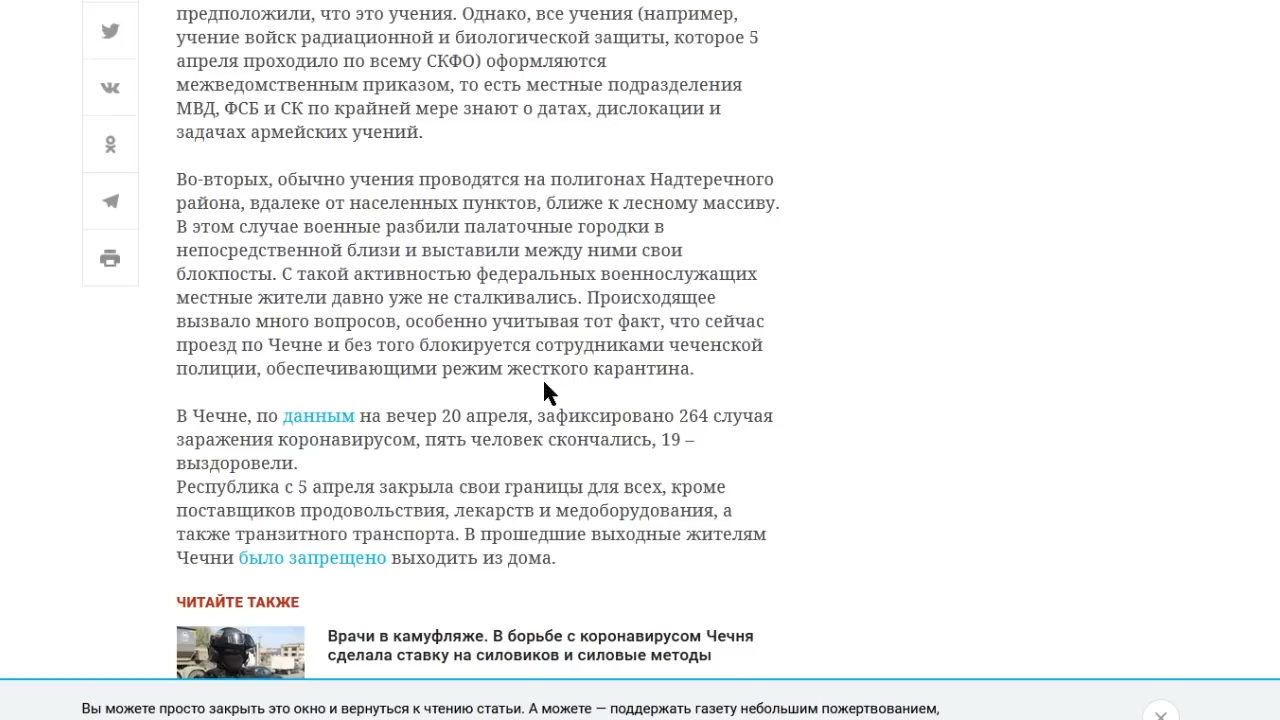 предположили, что это учения. Однако, все учения (например,
учение войск радиационной и биологической защиты, которое 5
апреля проходило по всему СКФО) оформляются
межведомственным приказом, то есть местные подразделения
МВД, ФСБ и СК по крайней мере знают о датах, дислокации и
задачах армейских учений.
Во-вторых, обычно учения проводятся на полигонах Надтеречного
района, вдалеке от населенных пунктов, ближе к лесному массиву.
В этом случае военные разбили палаточные городки в
непосредственной близи и выставили между ними свои
блокпосты. С такой активностью федеральных военнослужащих
местные жители давно уже не сталкивались. Происходящее
вызвало много вопросов, особенно учитывая тот факт, что сейчас
проезд по Чечне и без того блокируется сотрудниками чеченской
полиции, обеспечивающими режим жесткого карантина.
В Чечне, по данным на вечер 20 апреля, зафиксировано 264 случая
заражения коронавирусом, пять человек скончались, 19 –
выздоровели.
Республика с 5 апреля закрыла свои границы для всех, кроме
поставщиков продовольствия, лекарств и медоборудования, а
также транзитного транспорта. В прошедшие выходные жителям
Чечни было запрещено выходить из дома.
ЧИТАЙТЕ ТАКЖЕ
Врачи в камуфляже. В борьбе с коронавирусом Чечня
сделала ставку на силовиков и силовые методы
Вы можете просто закрыть это окно и вернуться к чтению статьи. А можете — поддержать газету небольшим пожертвованием,